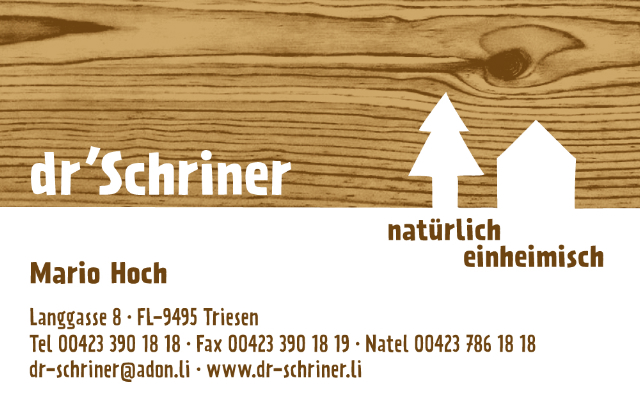 dr'Schriner
natürlich
einheimisch
Mario Hoch
Langgasse 8 · FL-9495 Triesen
Tel 00423 390 18 18 · Fax 00423 390 18 19 · Natel 00423 786 18 18
dr-schriner@adon.li · www.dr-schriner.li